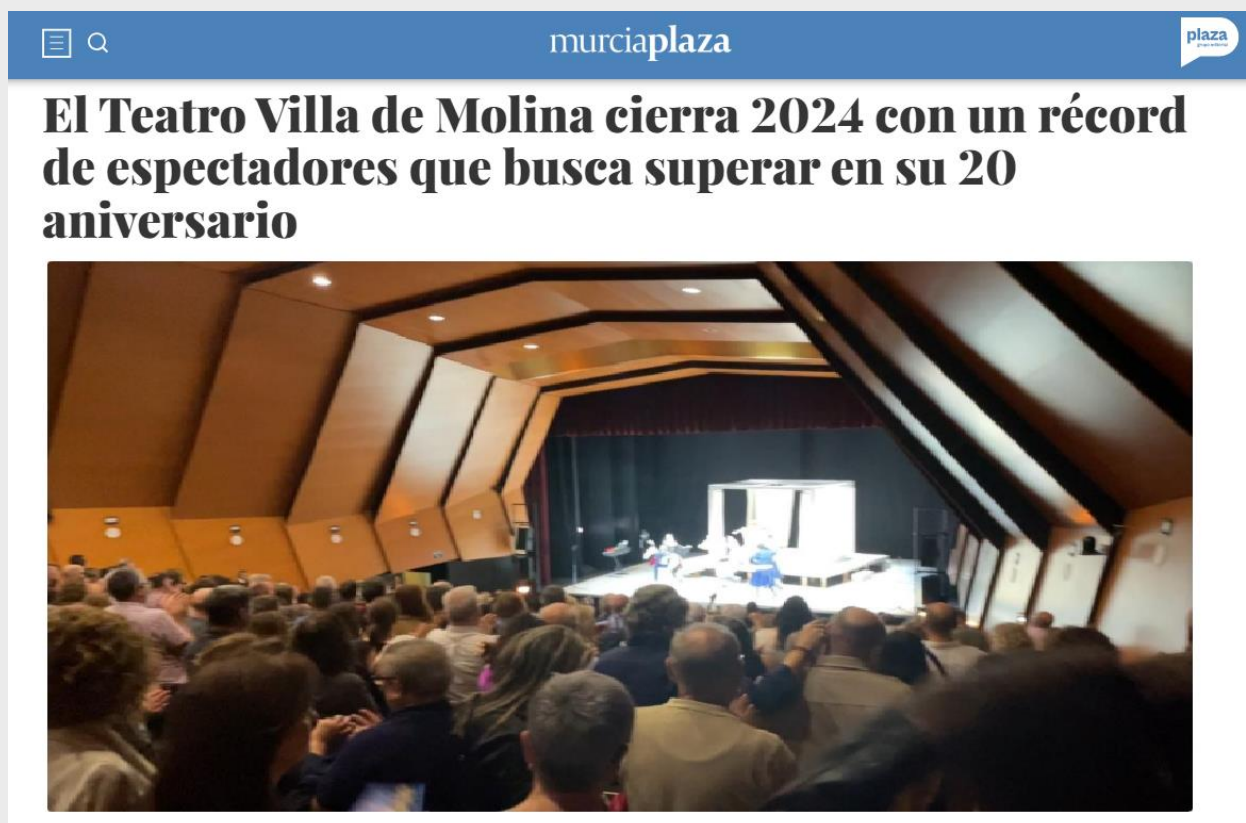 murciaplaza
plaza
El Teatro Villa de Molina cierra 2024 con un récord
de espectadores que busca superar en su 20
aniversario